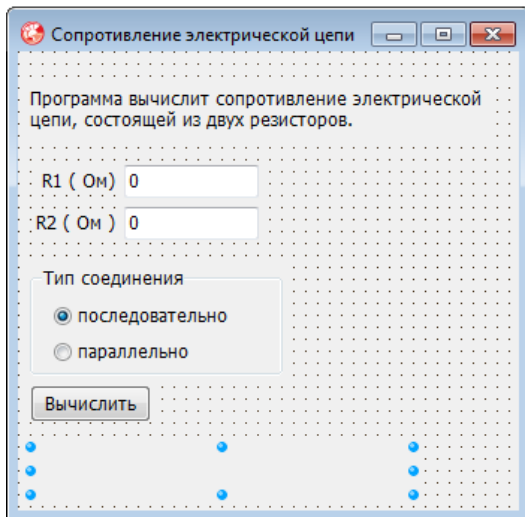 Сопротивление электрической цепи
Программа вычислит сопротивление электрической
цепи, состоящей из двух резисторов.
R1 ( Ом) 0
R2 ( Ом ) 0
Тип соединения
последовательно
параллельно
Вычислить